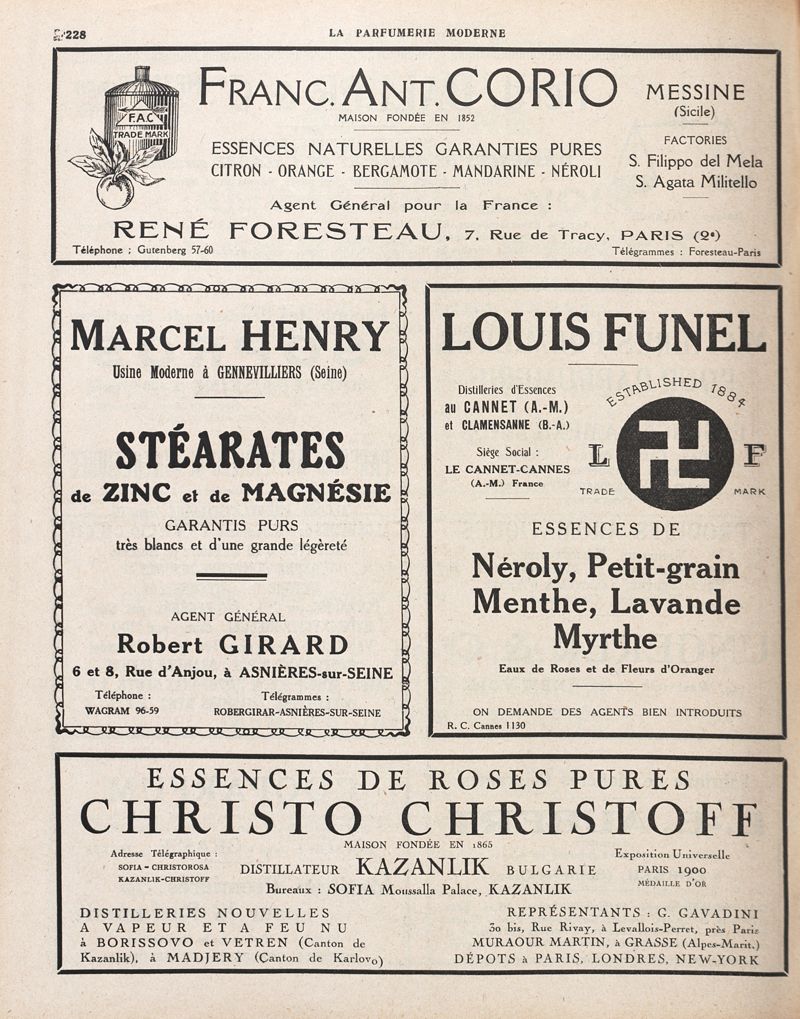 228
LA PARFUMERIE MODERNE
F.A.C
TRADE MARK
FRANC. ANT. CORIO
MAISON FONDÉE EN 1852
ESSENCES NATURELLES GARANTIES PURES
CITRON - ORANGE - BERGAMOTE - MANDARINE - NÉROLI
MESSINE
(Sicile)
FACTORIES
S. Filippo del Mela
S. Agata Militello
Agent Général pour la France :
RENÉ FORESTEAU, 7, Rue de Tracy, PARIS (2e)
Téléphone : Gutenberg 57-60
Télégrammes : Foresteau-Paris
MARCEL HENRY
Usine Moderne à GENNEVILLIERS (Seine)
STÉARATES
de ZINC et de MAGNÉSIE
GARANTIS PURS
très blancs et d'une grande légèreté
AGENT GÉNÉRAL
Robert GIRARD
6 et 8, Rue d'Anjou, à ASNIÈRES-sur-SEINE
Téléphone :
WAGRAM 96-59
Télégrammes :
ROBERGIRAR-ASNIÈRES-SUR-SEINE
LOUIS FUNEL
Distilleries d'Essences
au CANNET (A.-M.)
et CLAMENSANNE (B.-A.)
Siège Social :
LE CANNET-CANNES
(A.-M.) France
ESTABLISHED 1884
L F
TRADE MARK
ESSENCES DE
Néroly, Petit-grain
Menthe, Lavande
Myrthe
Eaux de Roses et de Fleurs d'Oranger
ON DEMANDE DES AGENTS BIEN INTRODUITS
R. C. Cannes 1130
ESSENCES DE ROSES PURES
CHRISTO CHRISTOFF
MAISON FONDÉE EN 1865
Adresse Télégraphique :
SOFIA - CHRISTOROSA
KAZANLIK-CHRISTOFF
DISTILLATEUR KAZANLIK BULGARIE
Bureaux : SOFIA Moussalla Palace, KAZANLIK
Exposition Universelle
PARIS 1900
MÉDAILLE D'OR
DISTILLERIES NOUVELLES
A VAPEUR ET A FEU NU
à BORISSOVO et VETREN (Canton de
Kazanlik), à MADJERY (Canton de Karlovo)
REPRÉSENTANTS : G. GAVADINI
30 bis, Rue Rivay, à Levallois-Perret, près Paris
MURAOUR MARTIN, à GRASSE (Alpes-Marit.)
DÉPOTS à PARIS, LONDRES, NEW-YORK